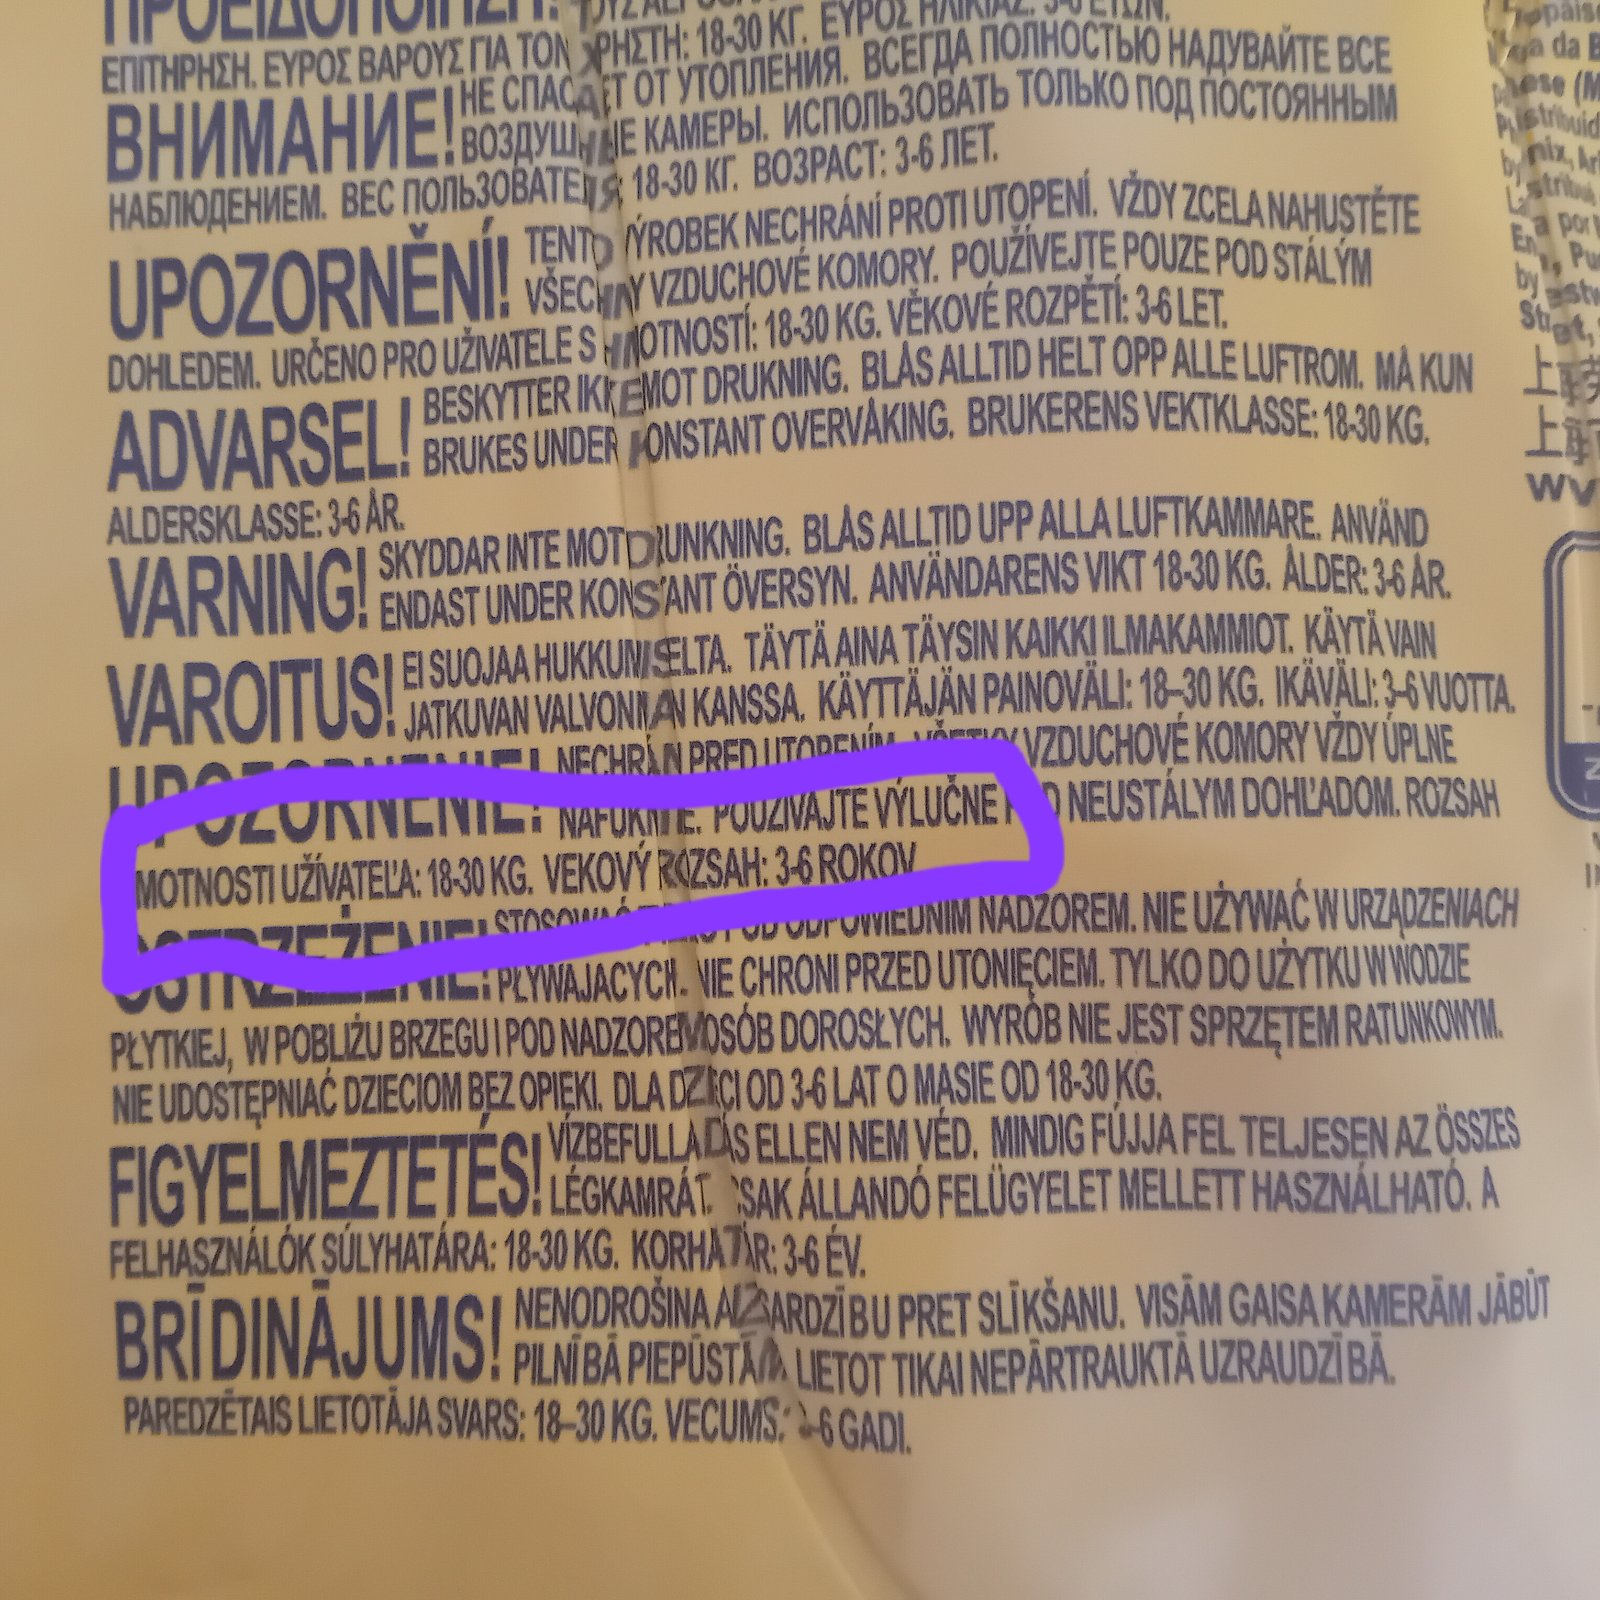 ΠΡΟΕΙΔΟΠΟΙΗΣΗ!
18-30 ΚΓ. ΕΥΡΟΣ ΗΛΙΚΙΑΣ: 3-6 ΕΤΩΝ.
ΕΠΙΤΗΡΗΣΗ. ΕΥΡΟΣ ΒΑΡΟΥΣ ΓΙΑ ΤΟΝ ΧΡΗΣΤΗ:
ВНИМАНИЕ! НЕ СПАСАЕТ ОТ УТОПЛЕНИЯ. ВСЕГДА ПОЛНОСТЬЮ НАДУВАЙТЕ ВСЕ
ВОЗДУШНЫЕ КАМЕРЫ. ИСПОЛЬЗОВАТЬ ТОЛЬКО ПОД ПОСТОЯННЫМ
НАБЛЮДЕНИЕМ. ВЕС ПОЛЬЗОВАТЕЛЯ: 18-30 КГ. ВОЗРАСТ: 3-6 ЛЕТ.
UPOZORNĚNÍ! TENTO VÝROBEK NECHRÁNÍ PROTI UTOPENÍ. VŽDY ZCELA NAHUSTĚTE
VŠECHNY VZDUCHOVÉ KOMORY. POUŽÍVEJTE POUZE POD STÁLÝM
DOHLEDEM. URČENO PRO UŽIVATELE S HMOTNOSTÍ: 18-30 KG. VĚKOVÉ ROZPĚTÍ: 3-6 LET.
ADVARSEL! BESKYTTER IKKE MOT DRUKNING. BLÅS ALLTID HELT OPP ALLE LUFTROM. MÅ KUN
BRUKES UNDER KONSTANT OVERVÅKING. BRUKERENS VEKTKLASSE: 18-30 KG.
ALDERSKLASSE: 3-6 ÅR.
VARNING! SKYDDAR INTE MOT DRUNKNING. BLÅS ALLTID UPP ALLA LUFTKAMMARE. ANVÄND
ENDAST UNDER KONSTANT ÖVERSYN. ANVÄNDARENS VIKT 18-30 KG. ÅLDER: 3-6 ÅR.
VAROITUS! EI SUOJAA HUKKUMISELTA. TÄYTÄ AINA TÄYSIN KAIKKI ILMAKAMMIOT. KÄYTÄ VAIN
JATKUVAN VALVONNAN KANSSA. KÄYTTÄJÄN PAINOVÄLI: 18–30 KG. IKÄVÄLI: 3–6 VUOTTA.
UPOZORNENIE! NECHRÁNI PRED UTOPENÍM. VŠETKY VZDUCHOVÉ KOMORY VŽDY ÚPLNE
NAFÚKNITE. POUŽÍVAJTE VÝLUČNE POD NEUSTÁLYM DOHĽADOM. ROZSAH
HMOTNOSTI UŽÍVATEĽA: 18-30 KG. VEKOVÝ ROZSAH: 3-6 ROKOV
OSTRZEŻENIE! STOSOWAĆ TYLKO POD ODPOWIEDNIM NADZOREM. NIE UŻYWAĆ W URZĄDZENIACH
PŁYWAJĄCYCH. NIE CHRONI PRZED UTONIĘCIEM. TYLKO DO UŻYTKU W WODZIE
PŁYTKIEJ, W POBLIŻU BRZEGU I POD NADZOREM OSÓB DOROSŁYCH. WYRÓB NIE JEST SPRZĘTEM RATUNKOWYM.
NIE UDOSTĘPNIAĆ DZIECIOM BEZ OPIEKI. DLA DZIECI OD 3-6 LAT O MASIE OD 18-30 KG.
FIGYELMEZTETÉS! VÍZBEFULLADÁS ELLEN NEM VÉD. MINDIG FÚJJA FEL TELJESEN AZ ÖSSZES
LÉGKAMRÁT. CSAK ÁLLANDÓ FELÜGYELET MELLETT HASZNÁLHATÓ. A
FELHASZNÁLÓK SÚLYHATÁRA: 18-30 KG. KORHATÁR: 3-6 ÉV.
BRĪDINĀJUMS! NENODROŠINA AIZSARDZĪBU PRET SLĪKŠANU. VISĀM GAISA KAMERĀM JĀBŪT
PILNĪBĀ PIEPŪSTĀM. LIETOT TIKAI NEPĀRTRAUKTĀ UZRAUDZĪBĀ.
PAREDZĒTAIS LIETOTĀJA SVARS: 18–30 KG. VECUMS: 3–6 GADI.